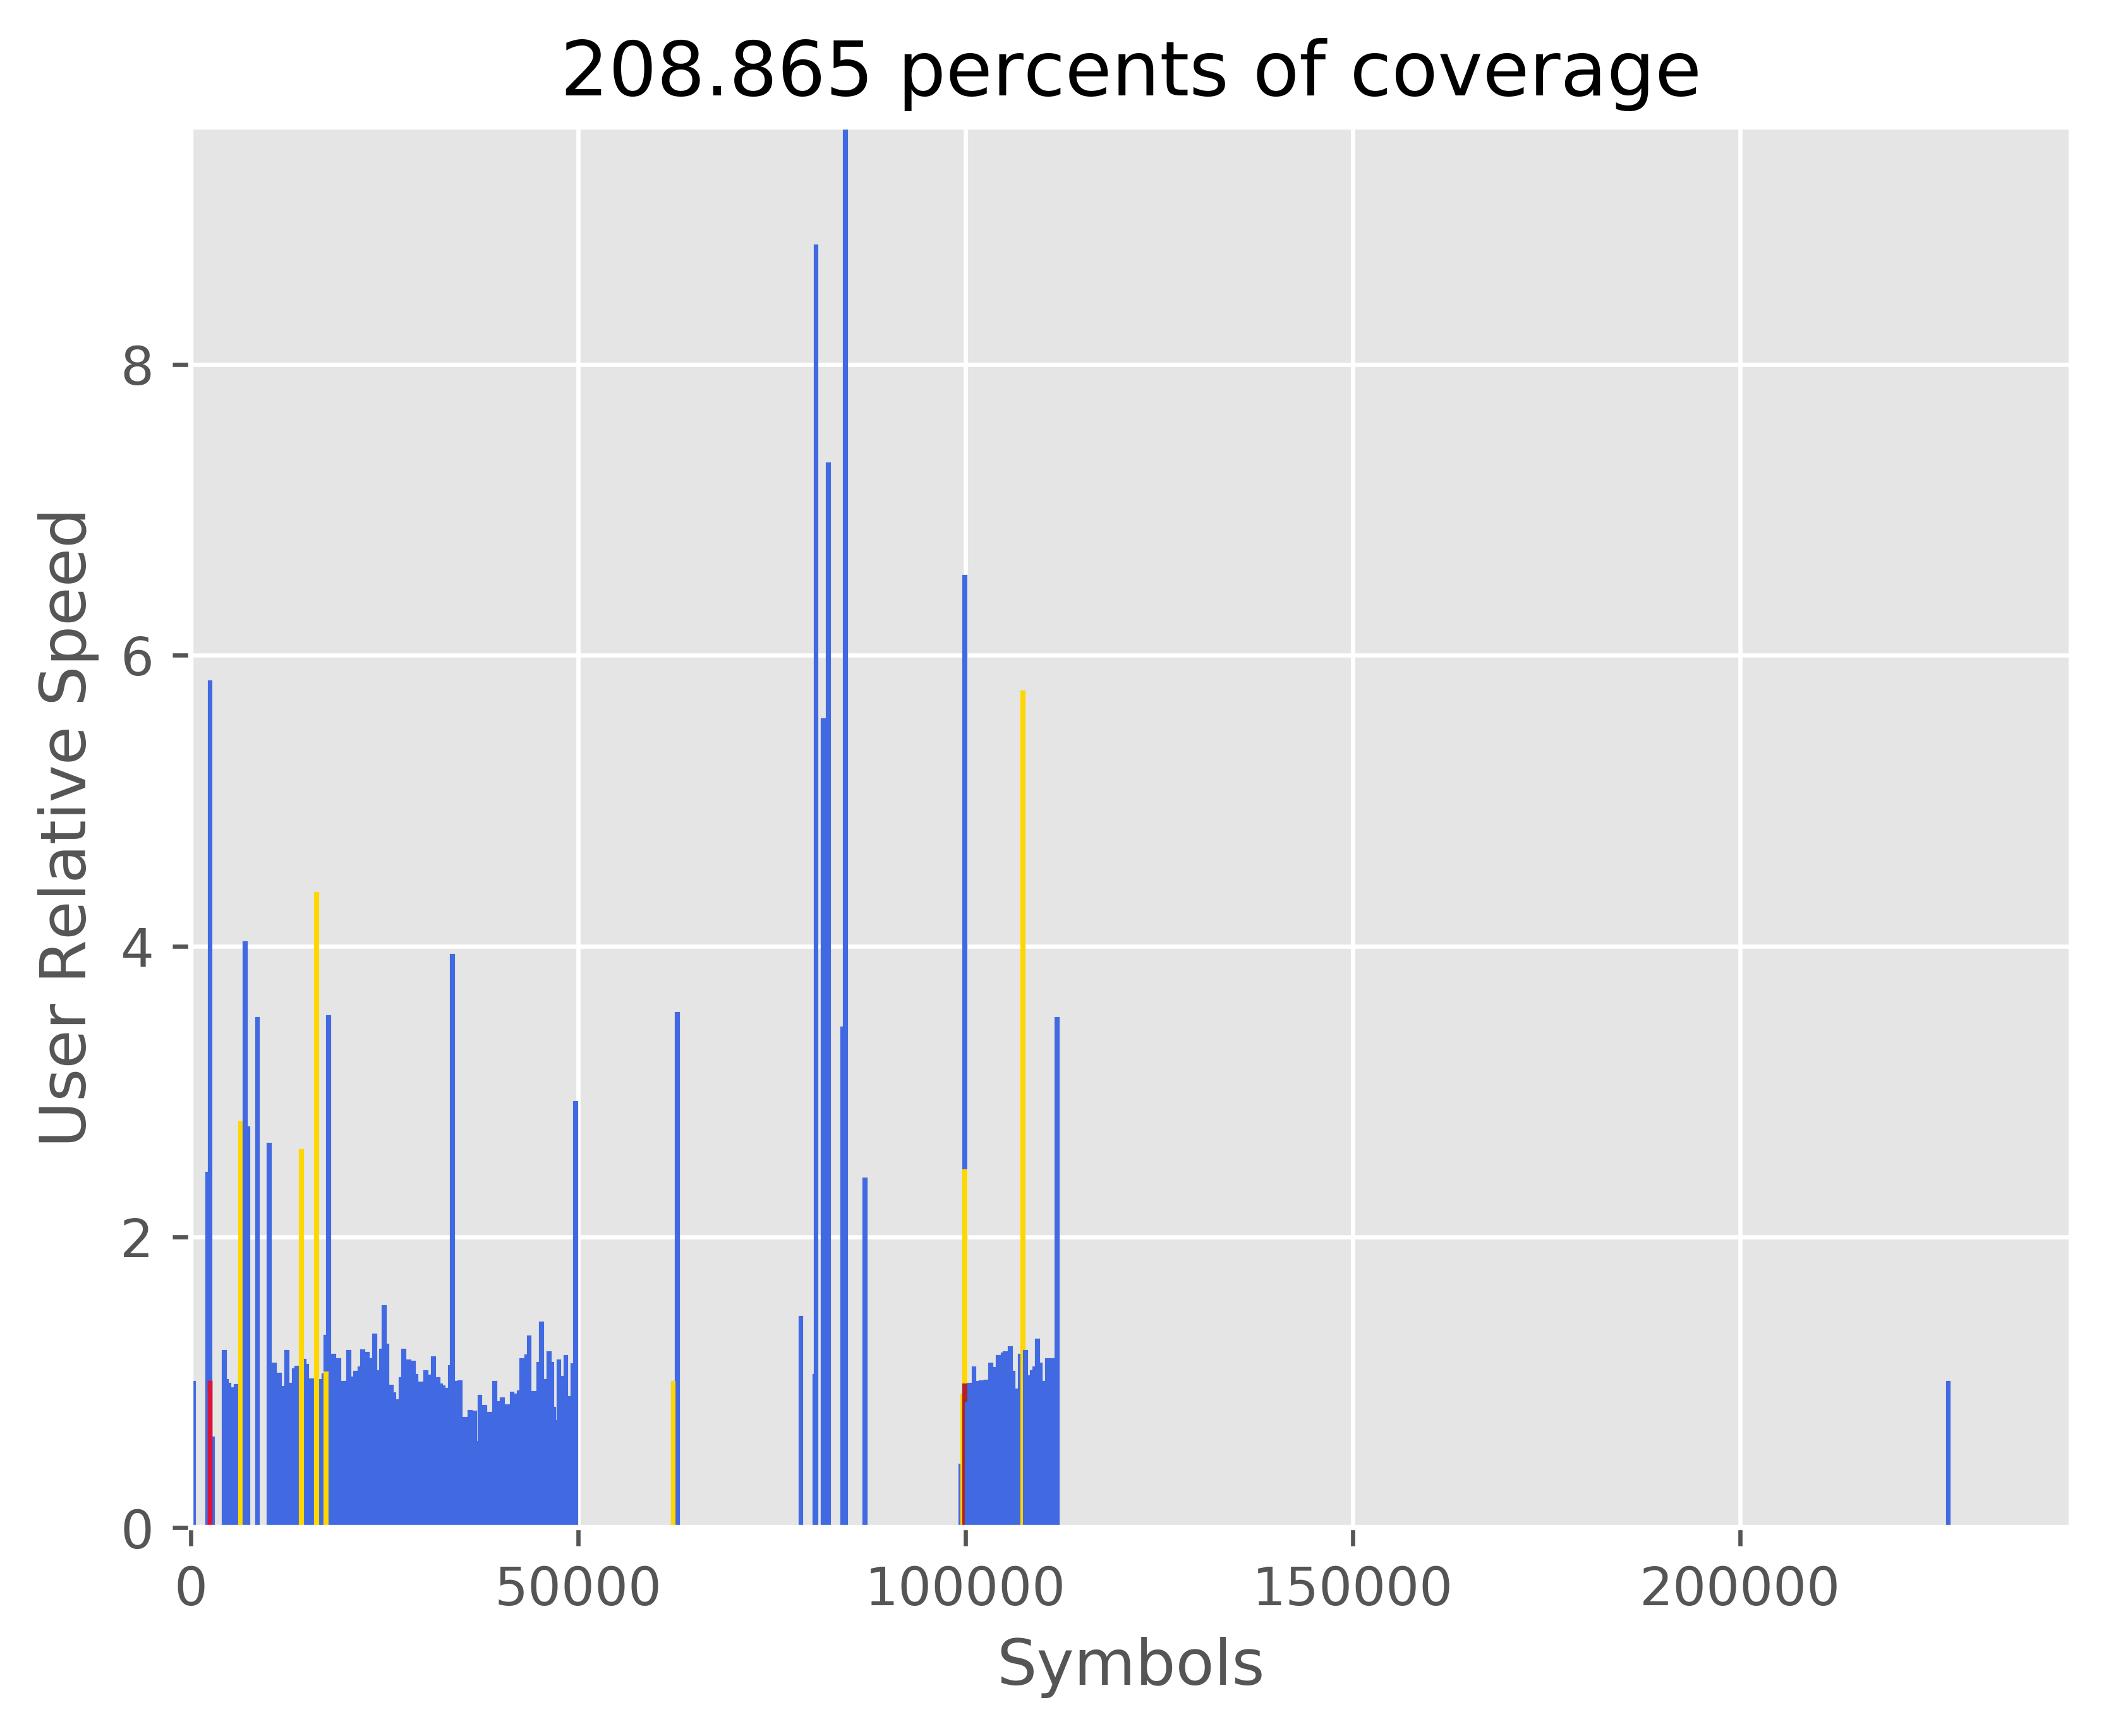 208.865 percents of coverage
User Relative Speed
8
6
4
2
0
0 50000 100000 150000 200000
Symbols